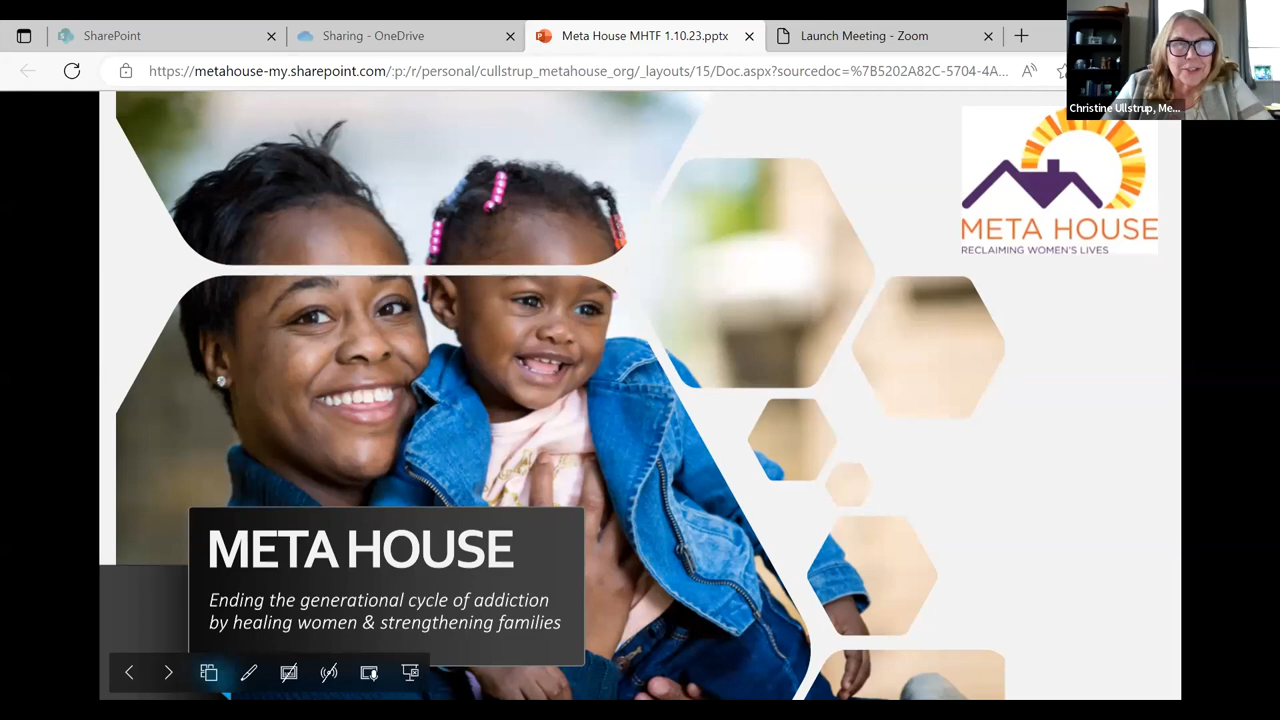 SharePoint
Sharing - OneDrive
Meta House MHTF 1.10.23.pptx
Launch Meeting - Zoom
https://metahouse-my.sharepoint.com/:p:/r/personal/culstrup_metahouse_org/_layouts/15/Doc.aspx?sourcedoc=%7B5202A82C-5704-4A...
Christine Ullstrup, Me...
META HOUSE
RECLAIMING WOMEN'S LIVES
META HOUSE
Ending the generational cycle of addiction
by healing women & strengthening families